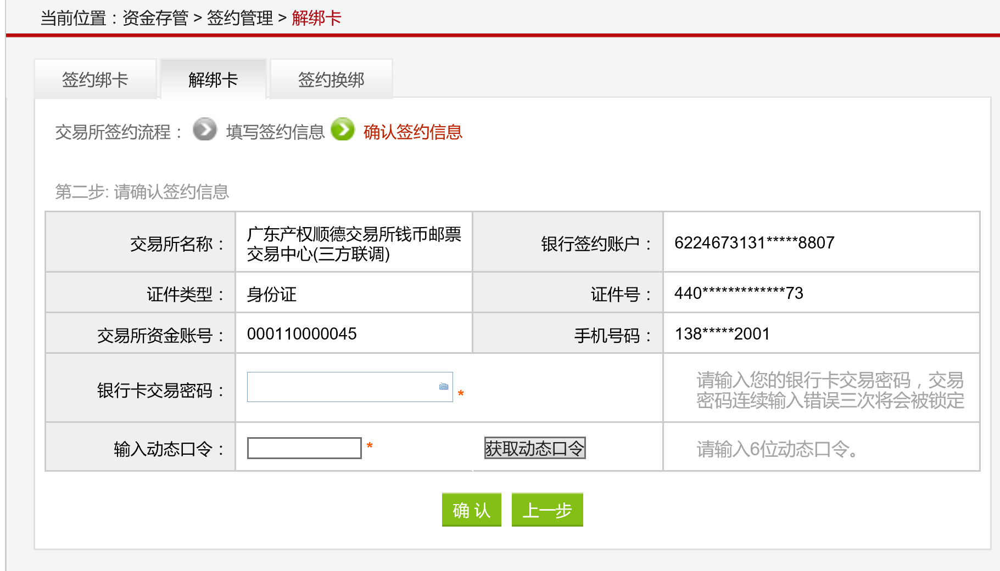 当前位置：资金存管 > 签约管理 > 解绑卡
签约绑卡 解绑卡 签约换绑
交易所签约流程： 填写签约信息 确认签约信息
第二步: 请确认签约信息
交易所名称： 广东产权顺德交易所钱币邮票
交易中心(三方联调)
银行签约账户： 6224673131*****8807
证件类型： 身份证 证件号： 440*************73
交易所资金账号： 000110000045 手机号码： 138*****2001
银行卡交易密码： * 请输入您的银行卡交易密码，交易
密码连续输入错误三次将会被锁定
输入动态口令： * 获取动态口令 请输入6位动态口令。
确 认 上一步